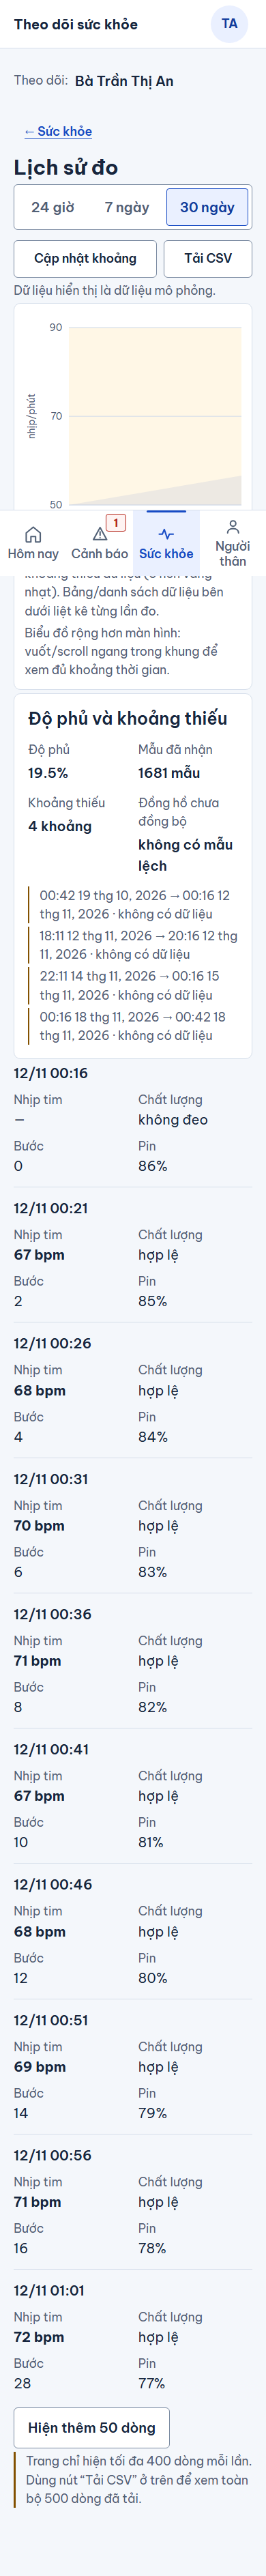 Theo dõi sức khỏe
TA
Theo dõi: Bà Trần Thị An
← Sức khỏe
Lịch sử đo
24 giờ 7 ngày 30 ngày
Cập nhật khoảng Tải CSV
Dữ liệu hiển thị là dữ liệu mô phỏng.
90
70
50
nhịp/phút
Hôm nay
1
Cảnh báo
Sức khỏe
Người
thân
nhạt). Bảng/danh sách dữ liệu bên
dưới liệt kê từng lần đo.
Biểu đồ rộng hơn màn hình:
vuốt/scroll ngang trong khung để
xem đủ khoảng thời gian.
Độ phủ và khoảng thiếu
Độ phủ Mẫu đã nhận
19.5% 1681 mẫu
Khoảng thiếu Đồng hồ chưa
đồng bộ
4 khoảng không có mẫu
lệch
00:42 19 thg 10, 2026 → 00:16 12
thg 11, 2026 · không có dữ liệu
18:11 12 thg 11, 2026 → 20:16 12 thg
11, 2026 · không có dữ liệu
22:11 14 thg 11, 2026 → 00:16 15
thg 11, 2026 · không có dữ liệu
00:16 18 thg 11, 2026 → 00:42 18
thg 11, 2026 · không có dữ liệu
12/11 00:16
Nhịp tim Chất lượng
— không đeo
Bước Pin
0 86%
12/11 00:21
Nhịp tim Chất lượng
67 bpm hợp lệ
Bước Pin
2 85%
12/11 00:26
Nhịp tim Chất lượng
68 bpm hợp lệ
Bước Pin
4 84%
12/11 00:31
Nhịp tim Chất lượng
70 bpm hợp lệ
Bước Pin
6 83%
12/11 00:36
Nhịp tim Chất lượng
71 bpm hợp lệ
Bước Pin
8 82%
12/11 00:41
Nhịp tim Chất lượng
67 bpm hợp lệ
Bước Pin
10 81%
12/11 00:46
Nhịp tim Chất lượng
68 bpm hợp lệ
Bước Pin
12 80%
12/11 00:51
Nhịp tim Chất lượng
69 bpm hợp lệ
Bước Pin
14 79%
12/11 00:56
Nhịp tim Chất lượng
71 bpm hợp lệ
Bước Pin
16 78%
12/11 01:01
Nhịp tim Chất lượng
72 bpm hợp lệ
Bước Pin
28 77%
Hiện thêm 50 dòng
Trang chỉ hiện tối đa 400 dòng mỗi lần.
Dùng nút “Tải CSV” ở trên để xem toàn
bộ 500 dòng đã tải.